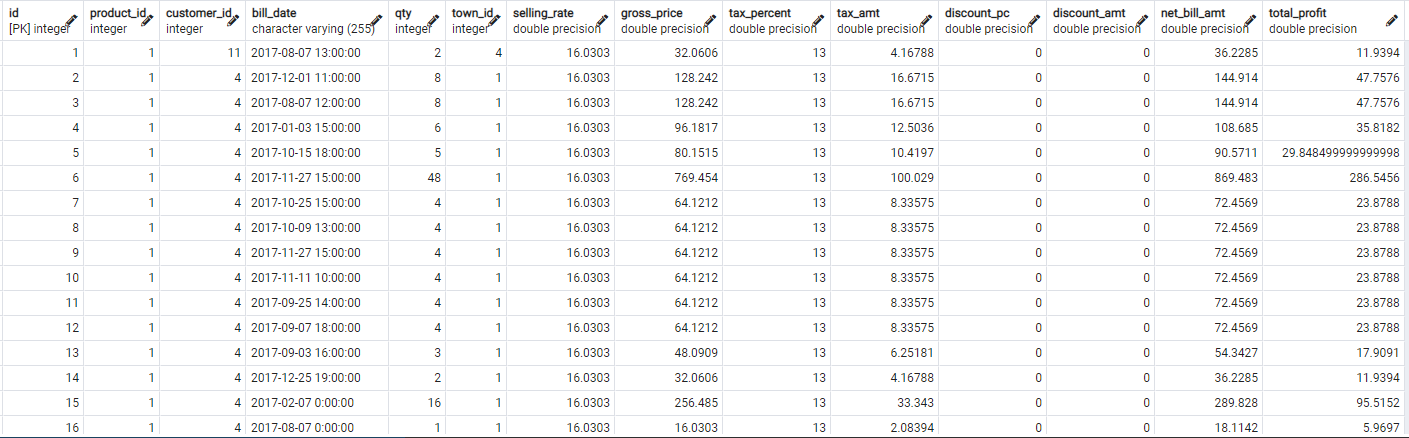 id product_id customer_id bill_date qty town_id selling_rate gross_price tax_percent tax_amt discount_pc discount_amt net_bill_amt total_profit
[PK] integer integer integer character varying (255) integer integer double precision double precision double precision double precision double precision double precision double precision double precision
1 1 11 2017-08-07 13:00:00 2 4 16.0303 32.0606 13 4.16788 0 0 36.2285 11.9394
2 1 4 2017-12-01 11:00:00 8 1 16.0303 128.242 13 16.6715 0 0 144.914 47.7576
3 1 4 2017-08-07 12:00:00 8 1 16.0303 128.242 13 16.6715 0 0 144.914 47.7576
4 1 4 2017-01-03 15:00:00 6 1 16.0303 96.1817 13 12.5036 0 0 108.685 35.8182
5 1 4 2017-10-15 18:00:00 5 1 16.0303 80.1515 13 10.4197 0 0 90.5711 29.848499999999998
6 1 4 2017-11-27 15:00:00 48 1 16.0303 769.454 13 100.029 0 0 869.483 286.5456
7 1 4 2017-10-25 15:00:00 4 1 16.0303 64.1212 13 8.33575 0 0 72.4569 23.8788
8 1 4 2017-10-09 13:00:00 4 1 16.0303 64.1212 13 8.33575 0 0 72.4569 23.8788
9 1 4 2017-11-27 15:00:00 4 1 16.0303 64.1212 13 8.33575 0 0 72.4569 23.8788
10 1 4 2017-11-11 10:00:00 4 1 16.0303 64.1212 13 8.33575 0 0 72.4569 23.8788
11 1 4 2017-09-25 14:00:00 4 1 16.0303 64.1212 13 8.33575 0 0 72.4569 23.8788
12 1 4 2017-09-07 18:00:00 4 1 16.0303 64.1212 13 8.33575 0 0 72.4569 23.8788
13 1 4 2017-09-03 16:00:00 3 1 16.0303 48.0909 13 6.25181 0 0 54.3427 17.9091
14 1 4 2017-12-25 19:00:00 2 1 16.0303 32.0606 13 4.16788 0 0 36.2285 11.9394
15 1 4 2017-02-07 0:00:00 16 1 16.0303 256.485 13 33.343 0 0 289.828 95.5152
16 1 4 2017-08-07 0:00:00 1 1 16.0303 16.0303 13 2.08394 0 0 18.1142 5.9697